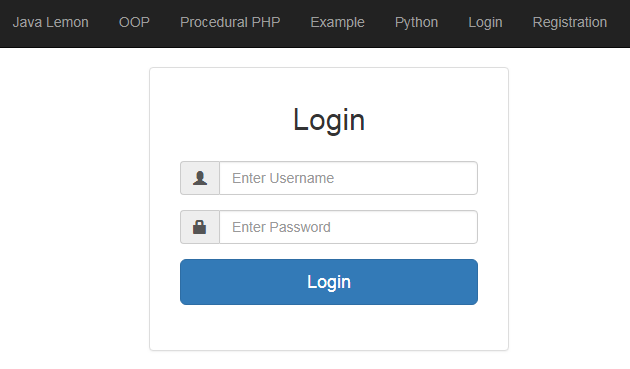 Java Lemon OOP Procedural PHP Example Python Login Registration
Login
Enter Username
Enter Password
Login